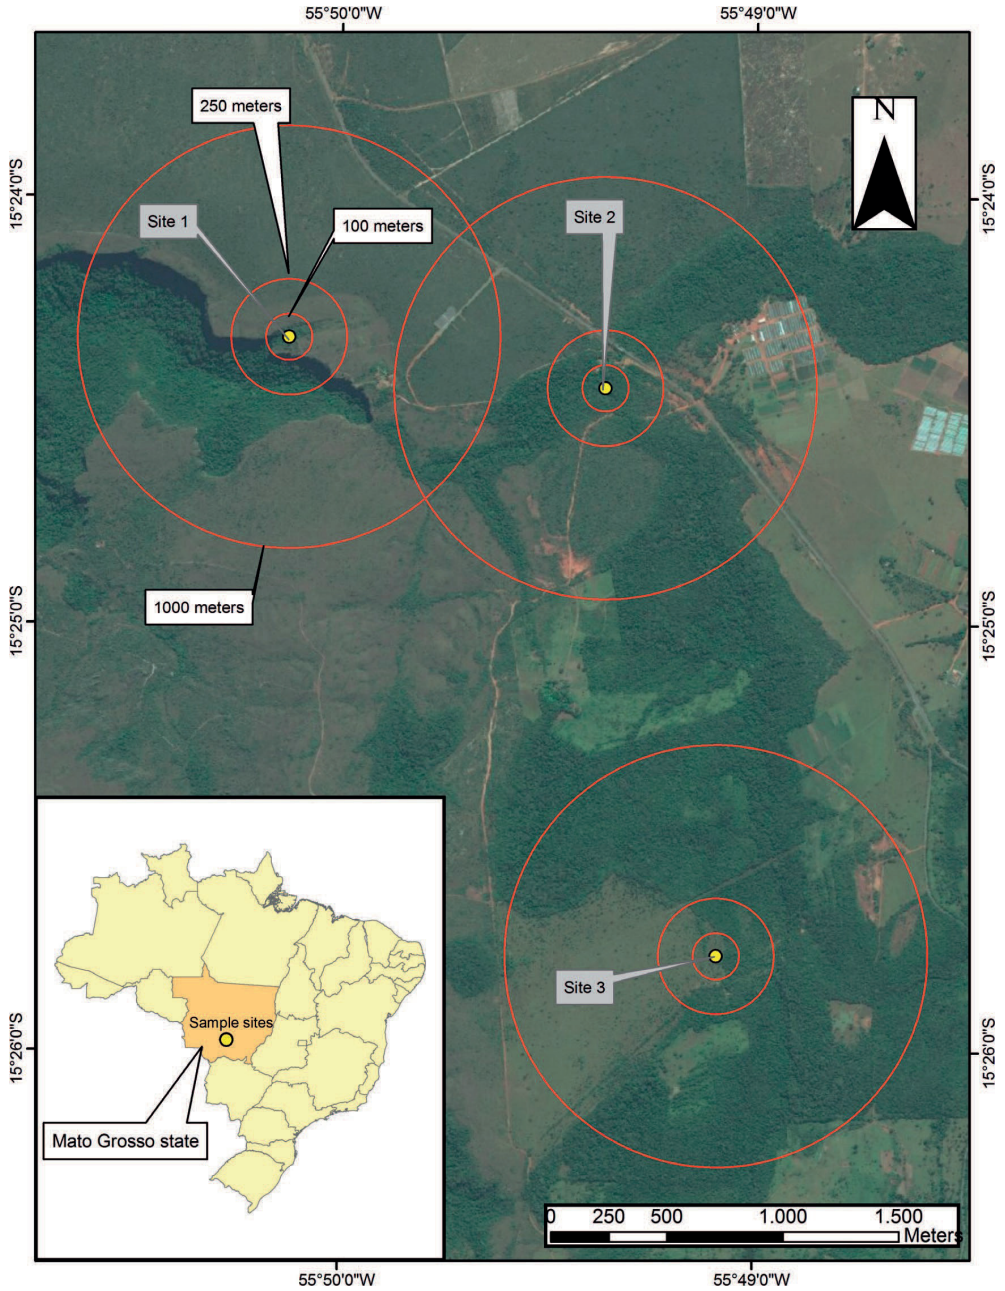 55°50'0"W
55°49'0"W
250 meters
N
15°24'0"S
15°24'0"S
Site 1
100 meters
Site 2
1000 meters
15°25'0"S
15°25'0"S
Site 3
Sample sites
15°26'0"S
15°26'0"S
Mato Grosso state
0 250 500 1.000 1.500
Meters
55°50'0"W
55°49'0"W